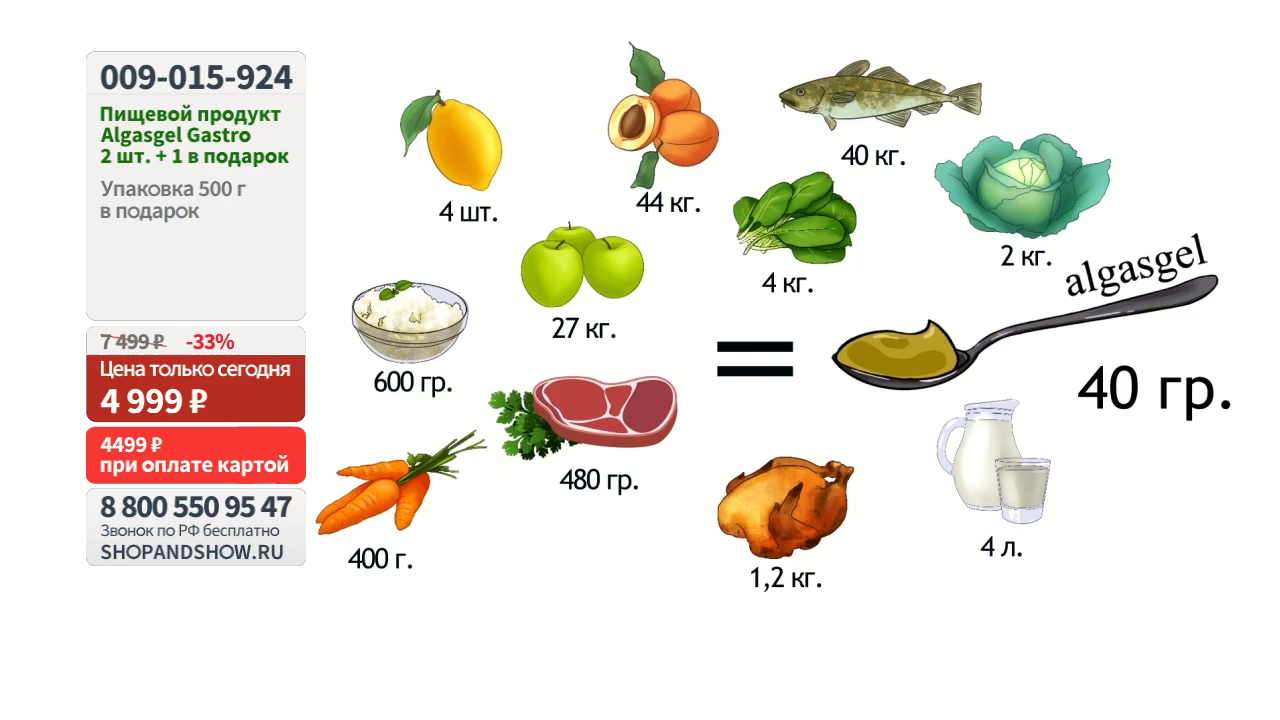 009-015-924
Пищевой продукт
Algasgel Gastro
2 шт. + 1 в подарок
Упаковка 500 г
в подарок
7 499 ₽ -33%
Цена только сегодня
4 999 ₽
4499 ₽
при оплате картой
8 800 550 95 47
Звонок по РФ бесплатно
SHOPANDSHOW.RU
4 шт.
44 кг.
40 кг.
4 кг.
2 кг.
27 кг.
600 гр.
480 гр.
400 г.
1,2 кг.
4 л.
=
algasgel
40 гр.